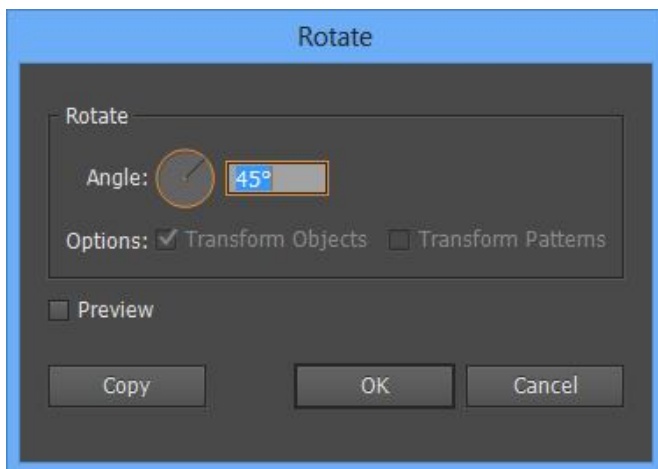 Rotate
Rotate
Angle: 45°
Options: Transform Objects Transform Patterns
Preview
Copy OK Cancel